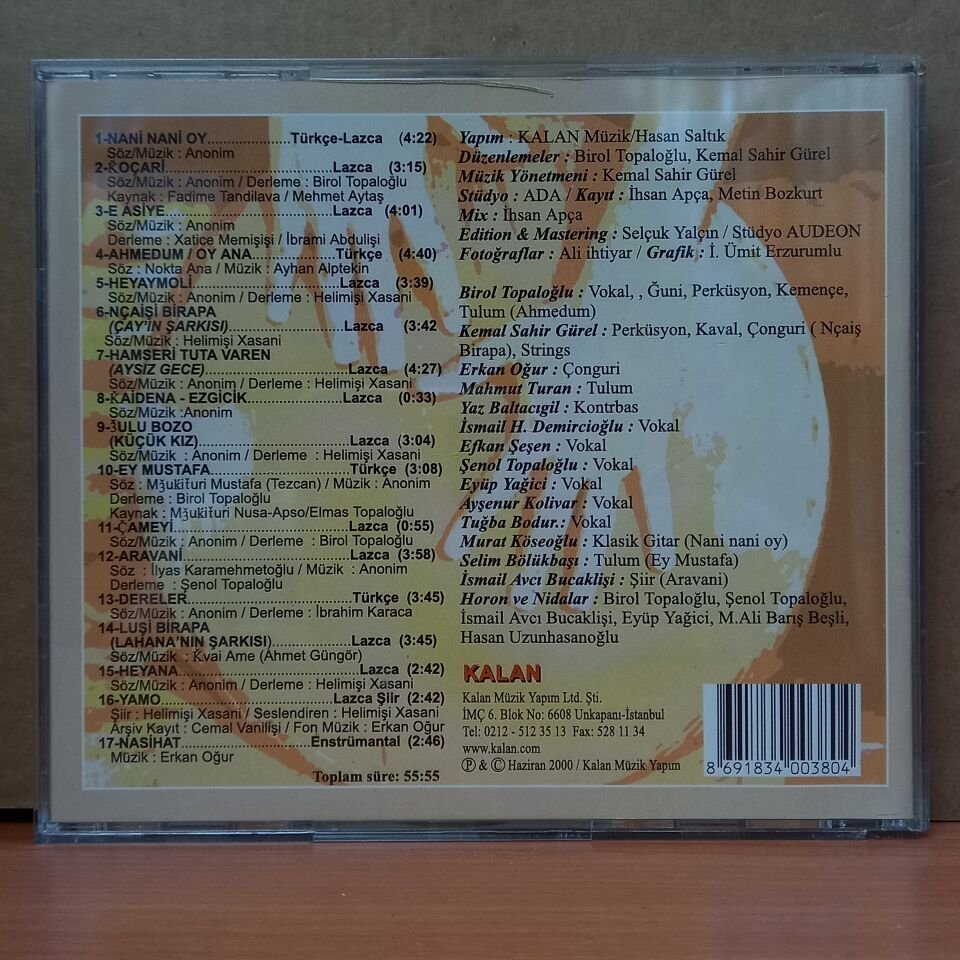 1-NANİ NANİ OY......................Türkçe-Lazca (4:22)
Söz/Müzik : Anonim
2-ǨOÇARİ............................................Lazca (3:15)
Söz/Müzik : Anonim / Derleme : Birol Topaloğlu
Kaynak : Fadime Tandilava / Mehmet Aytaş
3-E ASİYE............................................Lazca (4:01)
Söz/Müzik : Anonim
Derleme : Xatice Memişişi / İbrami Abdulişi
4-AHMEDUM / OY ANA......................Türkçe (4:40)
Söz : Nokta Ana / Müzik : Ayhan Alptekin
5-HEYAYMOLİ....................................Lazca (3:39)
Söz/Müzik : Anonim / Derleme : Helimişi Xasani
6-NÇAİŞİ BİRAPA
(ÇAY'IN ŞARKISI)..............................Lazca (3:42
Söz/Müzik : Helimişi Xasani
7-HAMSERİ TUTA VAREN
(AYSIZ GECE)....................................Lazca (4:27)
Söz/Müzik : Anonim / Derleme : Helimişi Xasani
8-ǨAİDENA - EZGİCİK........................Lazca (0:33)
Söz/Müzik :Anonim
9-ǮULU BOZO
(KÜÇÜK KIZ).....................................Lazca (3:04)
Söz/Müzik : Anonim / Derleme : Helimişi Xasani
10-EY MUSTAFA................................Türkçe (3:08)
Söz : Mǯuǩiťuri Mustafa (Tezcan) / Müzik : Anonim
Derleme : Birol Topaloğlu
Kaynak : Mǯuǩiťuri Nusa-Apso/Elmas Topaloğlu
11-ÇAMEYİ........................................Lazca (0:55)
Söz/Müzik : Anonim / Derleme : Birol Topaloğlu
12-ARAVANİ......................................Lazca (3:58)
Söz : İlyas Karamehmetoğlu / Müzik : Anonim
Derleme : Şenol Topaloğlu
13-DERELER.....................................Türkçe (3:45)
Söz/Müzik : Anonim / Derleme : İbrahim Karaca
14-LUŞİ BİRAPA
(LAHANA'NIN ŞARKISI)....................Lazca (3:45)
Söz/Müzik : Ǩvai Ame (Ahmet Güngör)
15-HEYANA........................................Lazca (2:42)
Söz/Müzik : Anonim / Derleme : Helimişi Xasani
16-YAMO....................................Lazca Şiir (2:42)
Şiir : Helimişi Xasani / Seslendiren : Helimişi Xasani
Arşiv Kayıt : Cemal Vanilişi / Fon Müzik : Erkan Oğur
17-NASİHAT............................Enstrümantal (2:46)
Müzik : Erkan Oğur
Toplam süre: 55:55
Yapım : KALAN Müzik/Hasan Saltık
Düzenlemeler : Birol Topaloğlu, Kemal Sahir Gürel
Müzik Yönetmeni : Kemal Sahir Gürel
Stüdyo : ADA / Kayıt : İhsan Apça, Metin Bozkurt
Mix : İhsan Apça
Edition & Mastering : Selçuk Yalçın / Stüdyo AUDEON
Fotoğraflar : Ali ihtiyar / Grafik : İ. Ümit Erzurumlu
Birol Topaloğlu : Vokal, , Ğuni, Perküsyon, Kemençe,
Tulum (Ahmedum)
Kemal Sahir Gürel : Perküsyon, Kaval, Çonguri ( Nçaiş
Birapa), Strings
Erkan Oğur : Çonguri
Mahmut Turan : Tulum
Yaz Baltacıgil : Kontrbas
İsmail H. Demircioğlu : Vokal
Efkan Şeşen : Vokal
Şenol Topaloğlu : Vokal
Eyüp Yağici : Vokal
Ayşenur Kolivar : Vokal
Tuğba Bodur.: Vokal
Murat Köseoğlu : Klasik Gitar (Nani nani oy)
Selim Bölükbaşı : Tulum (Ey Mustafa)
İsmail Avcı Bucaklişi : Şiir (Aravani)
Horon ve Nidalar : Birol Topaloğlu, Şenol Topaloğlu,
İsmail Avcı Bucaklişi, Eyüp Yağici, M.Ali Barış Beşli,
Hasan Uzunhasanoğlu
KALAN
Kalan Müzik Yapım Ltd. Şti.
İMÇ 6. Blok No: 6608 Unkapanı-İstanbul
Tel: 0212 - 512 35 13 Fax: 528 11 34
www.kalan.com
℗ & © Haziran 2000 / Kalan Müzik Yapım
8 691834 003804